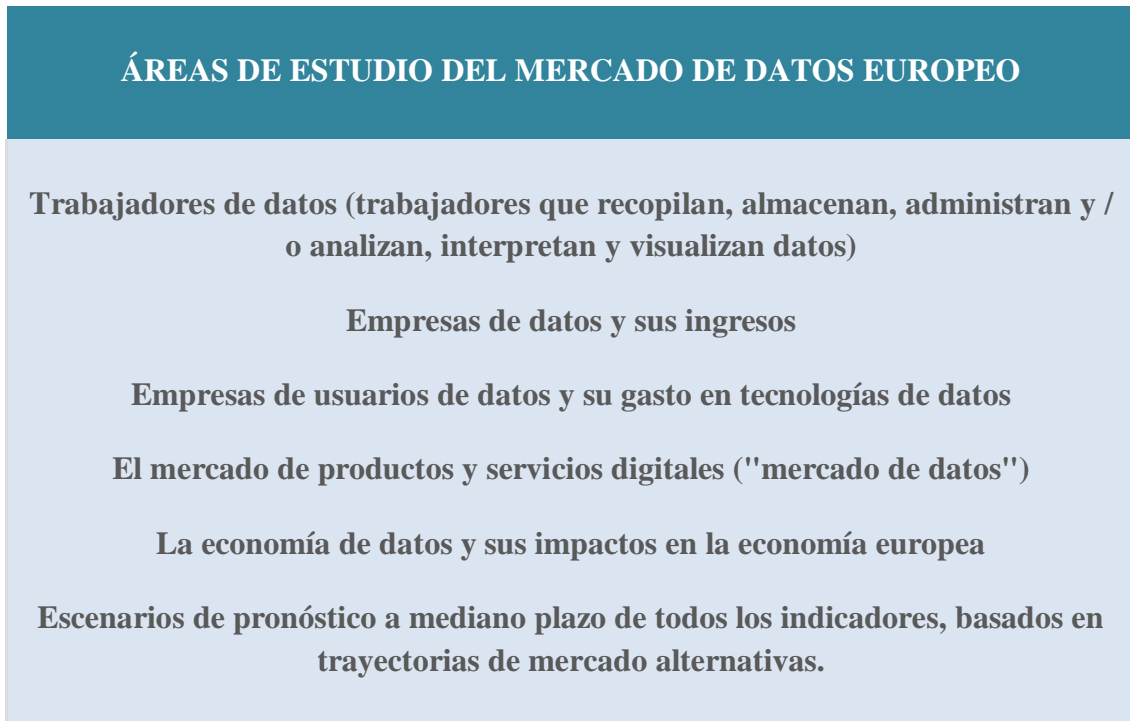 ÁREAS DE ESTUDIO DEL MERCADO DE DATOS EUROPEO
Trabajadores de datos (trabajadores que recopilan, almacenan, administran y /
o analizan, interpretan y visualizan datos)
Empresas de datos y sus ingresos
Empresas de usuarios de datos y su gasto en tecnologías de datos
El mercado de productos y servicios digitales ("mercado de datos")
La economía de datos y sus impactos en la economía europea
Escenarios de pronóstico a mediano plazo de todos los indicadores, basados en
trayectorias de mercado alternativas.